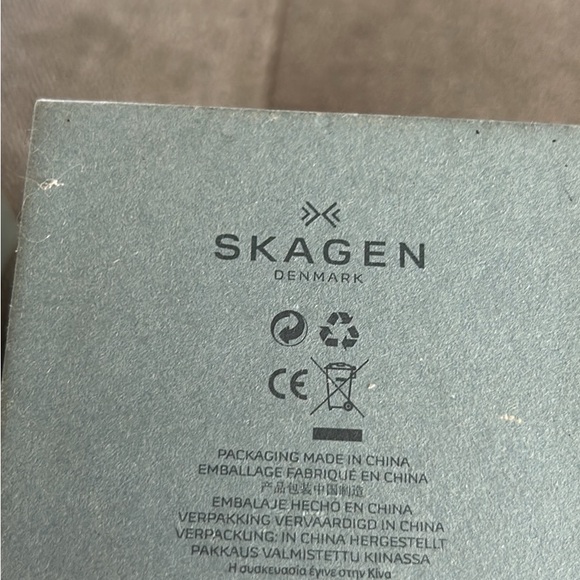 SKAGEN
DENMARK
CE
PACKAGING MADE IN CHINA
EMBALLAGE FABRIQUÉ EN CHINA
产品包装中国制造
EMBALAJE HECHO EN CHINA
VERPAKKING VERVAARDIGD IN CHINA
VERPACKUNG: IN CHINA HERGESTELLT
PAKKAUS VALMISTETTU KIINASSA
Η συσκευασία έγινε στην Κίνα